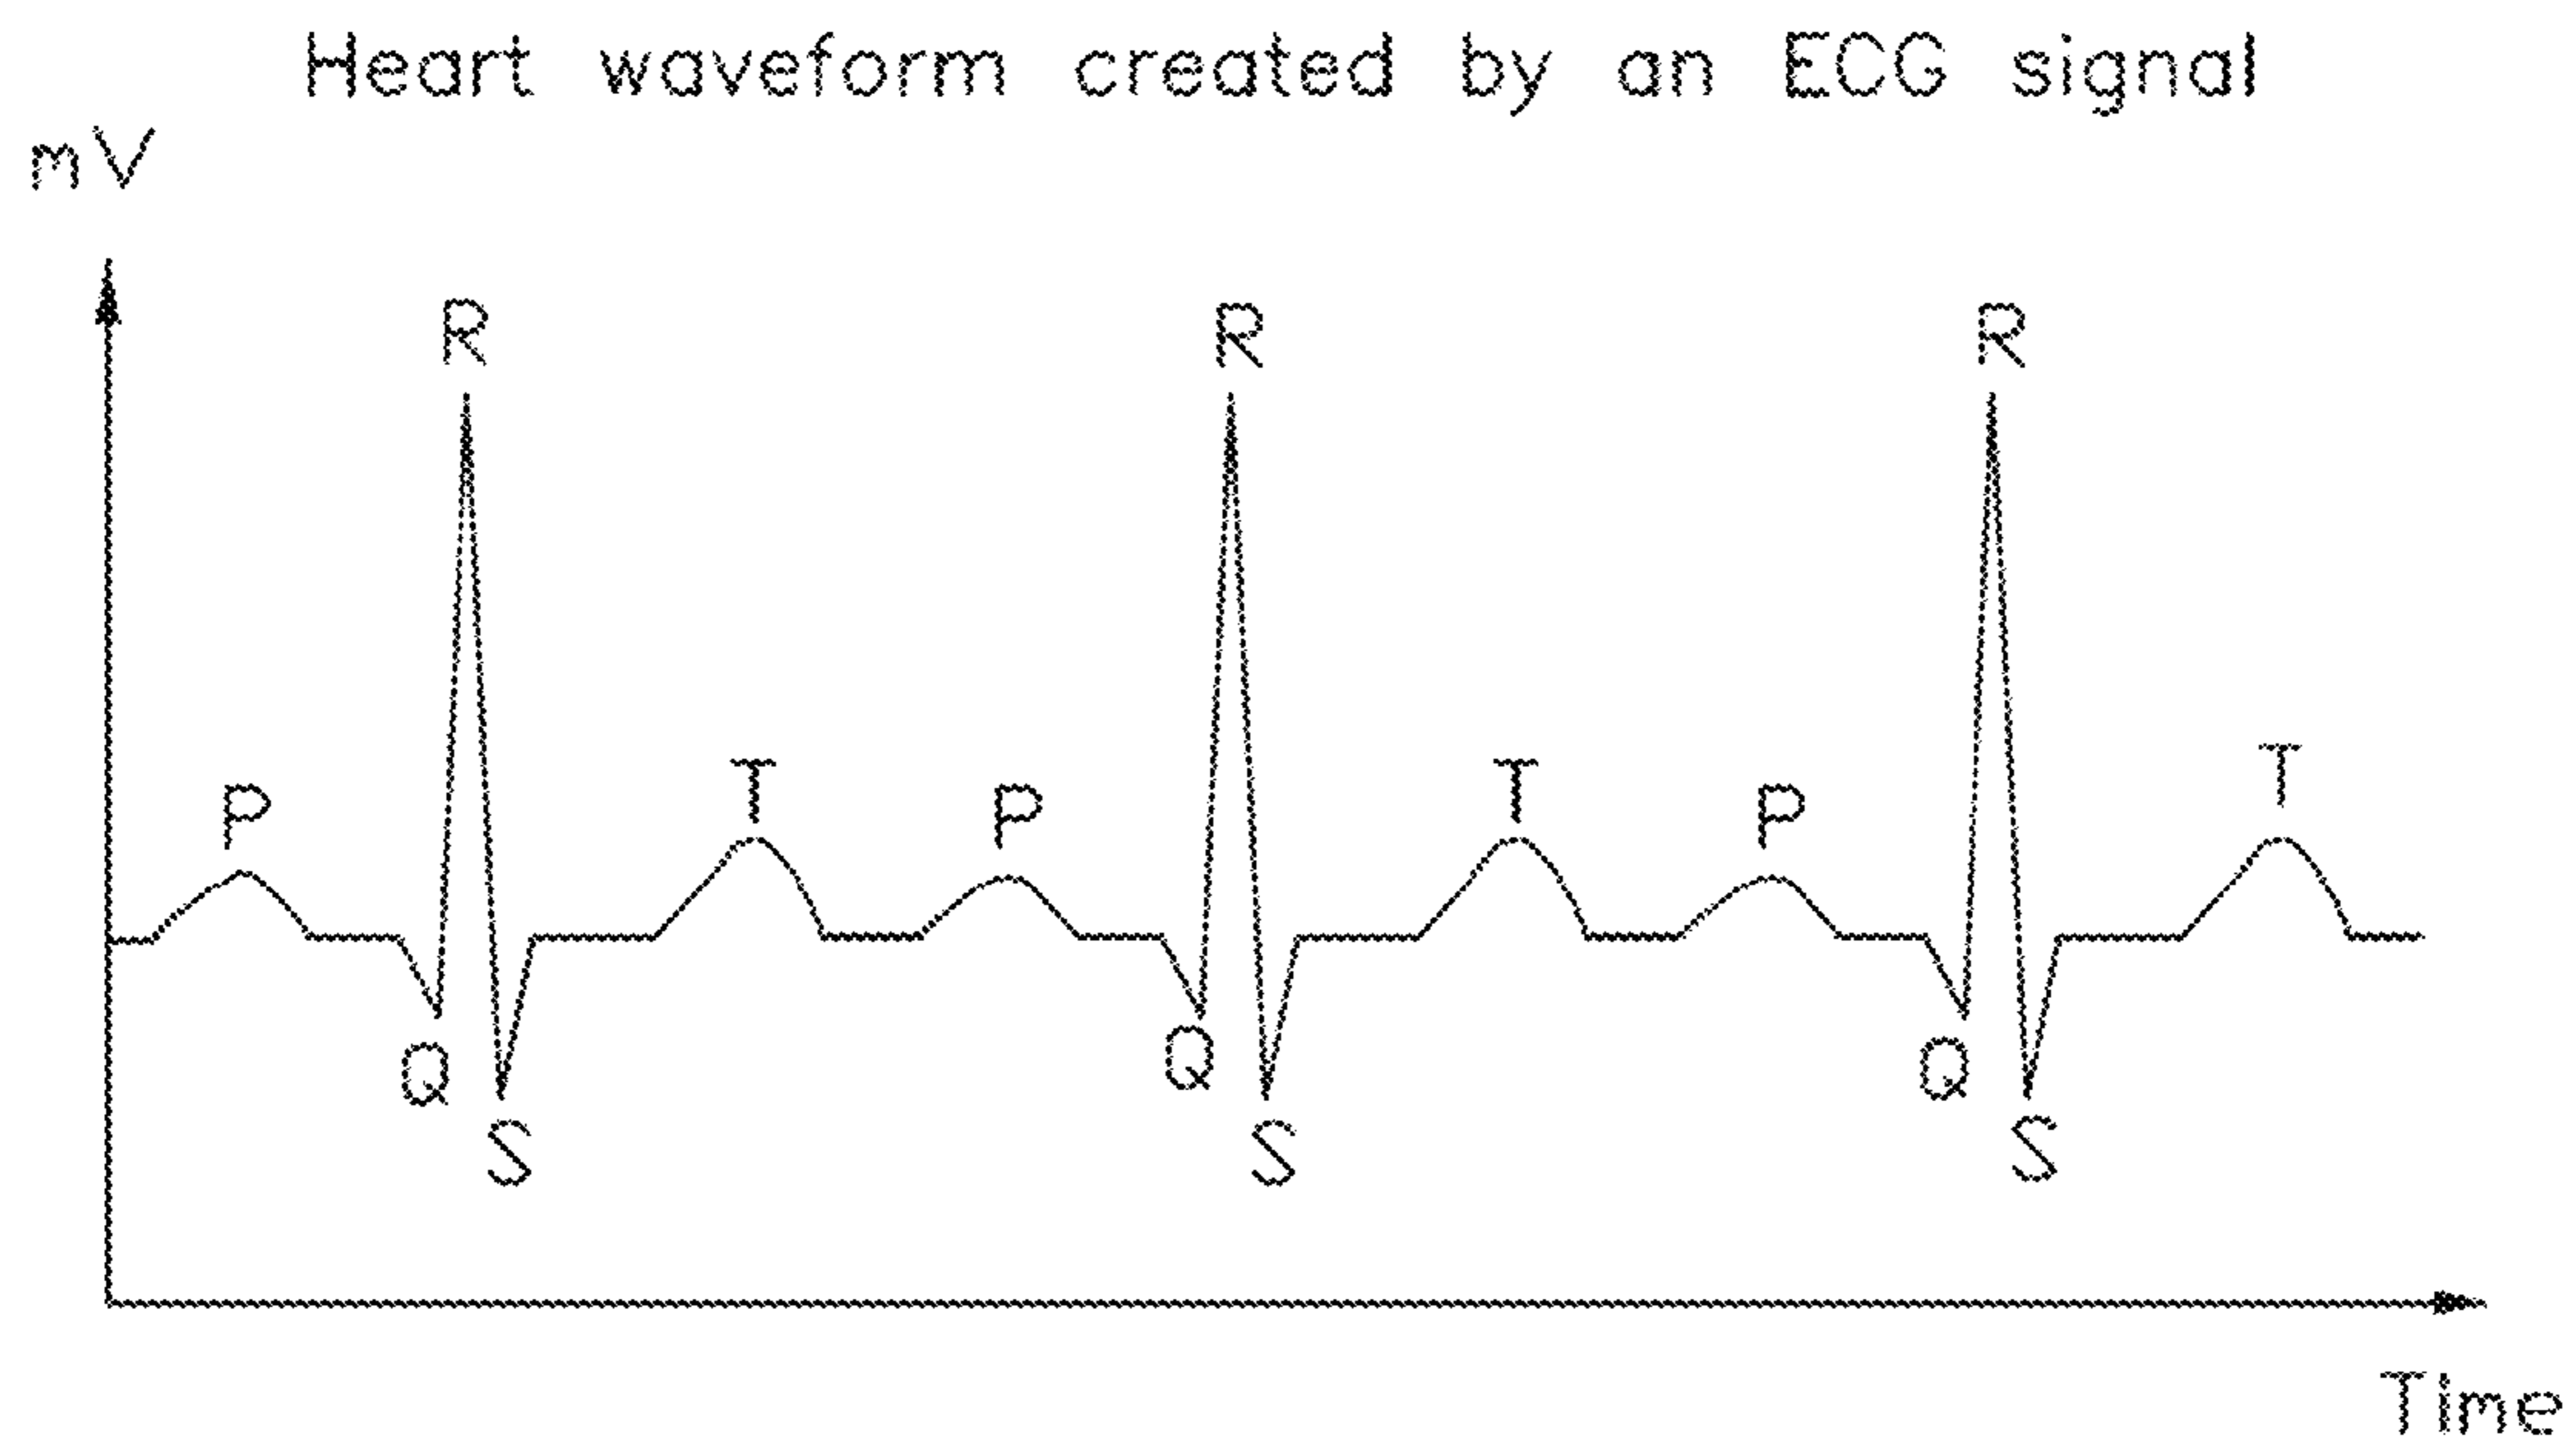 Heart waveform created by an ECG signal
mV
R R R
T T T
P P P
Q Q Q
S S S
Time